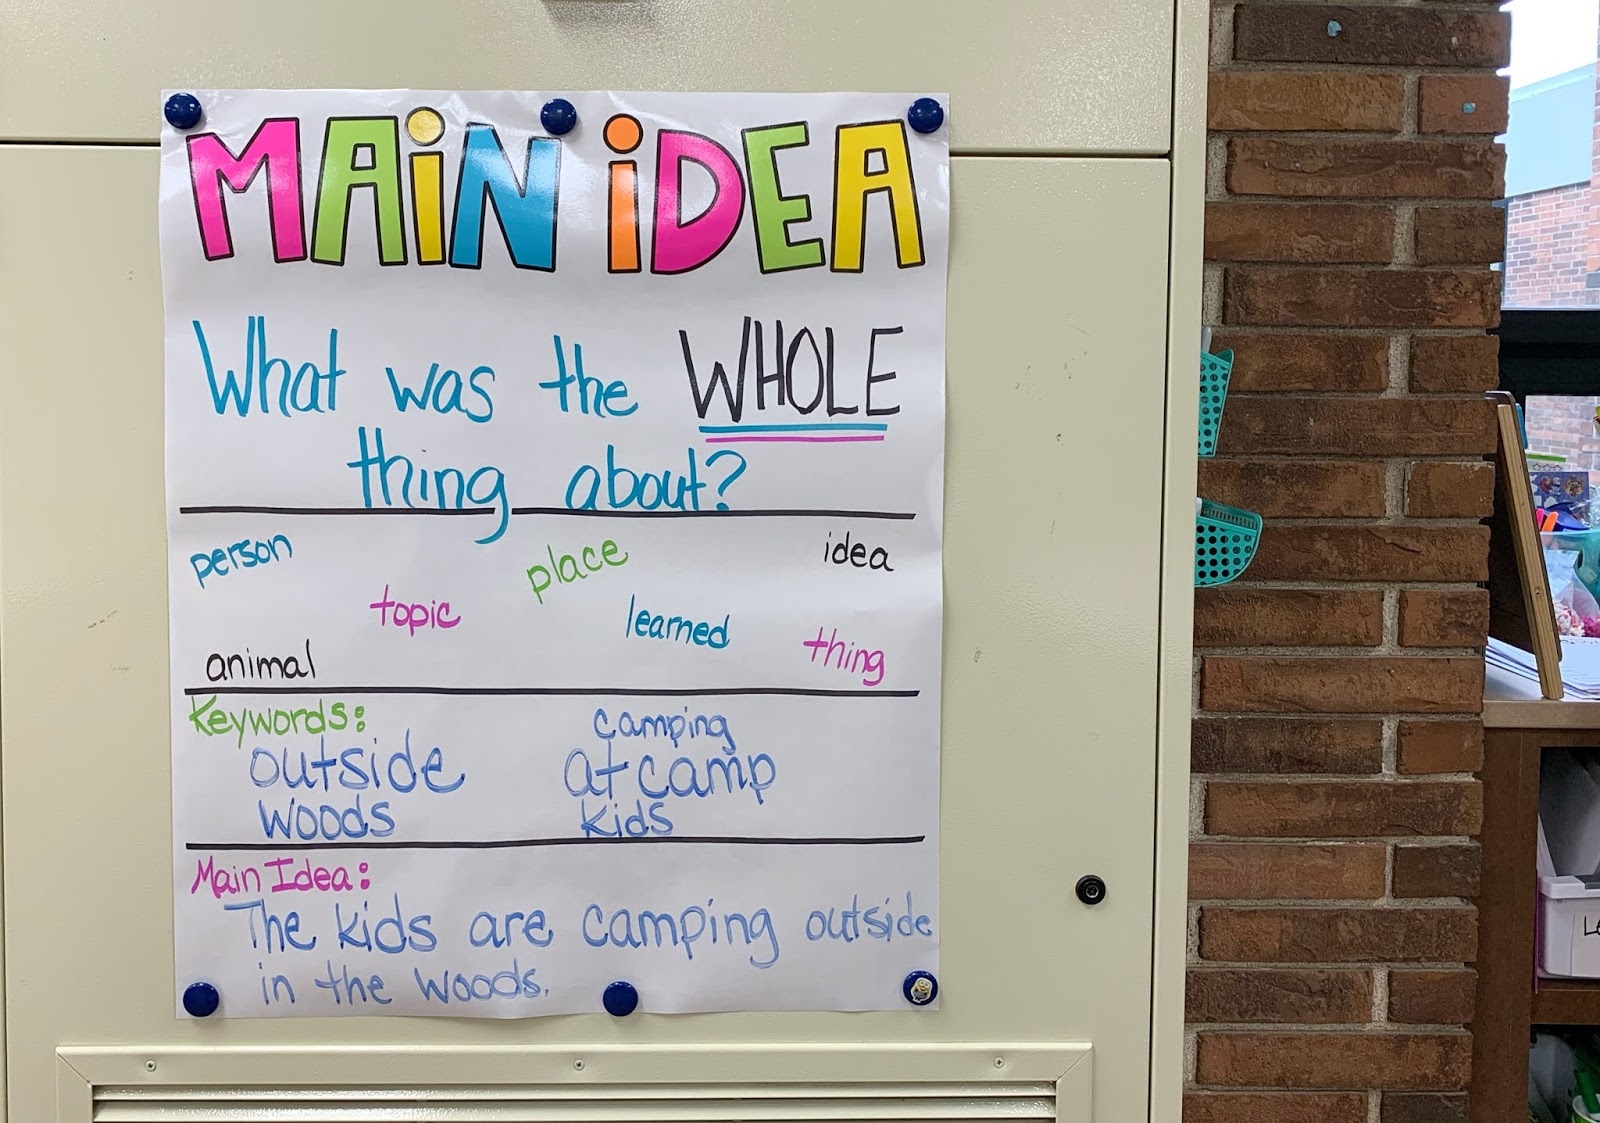 MAiN iDEA
What was the WHOLE
thing about?
person place idea
topic learned thing
animal
Keywords:
outside camping
woods at camp
kids
Main Idea:
The kids are camping outside
in the woods.